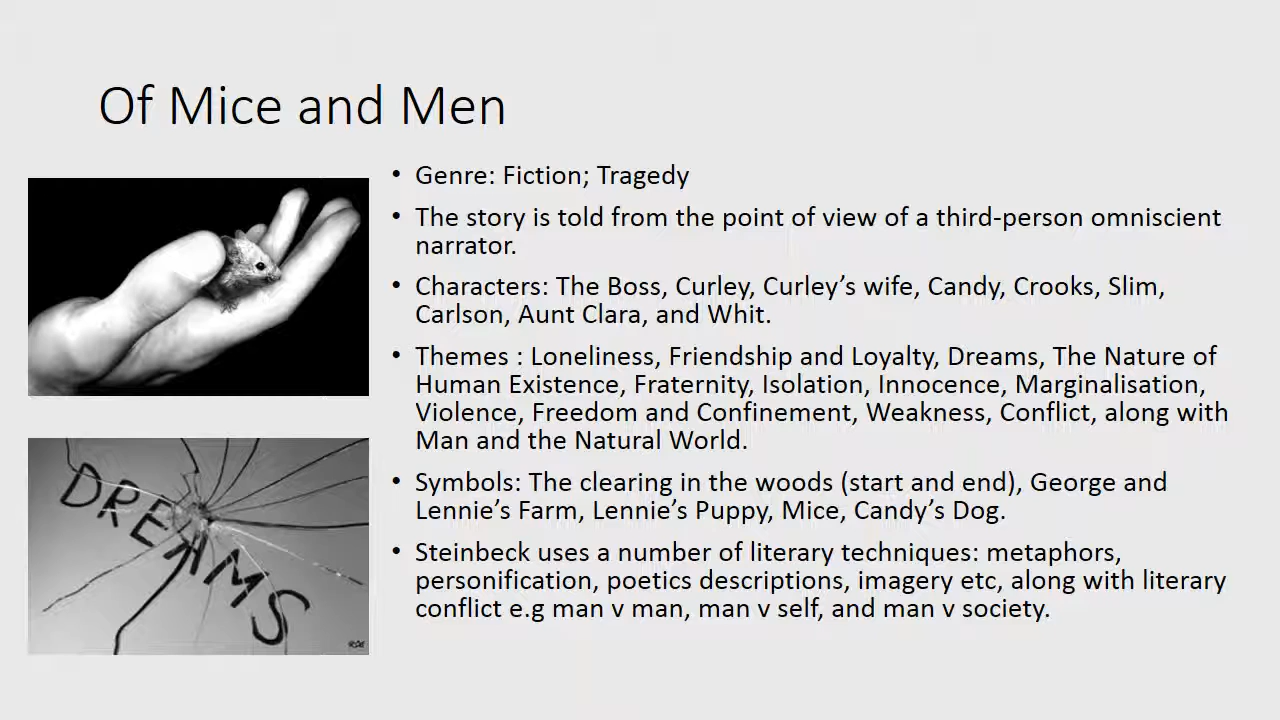 Of Mice and Men
• Genre: Fiction; Tragedy
• The story is told from the point of view of a third-person omniscient
narrator.
• Characters: The Boss, Curley, Curley’s wife, Candy, Crooks, Slim,
Carlson, Aunt Clara, and Whit.
• Themes : Loneliness, Friendship and Loyalty, Dreams, The Nature of
Human Existence, Fraternity, Isolation, Innocence, Marginalisation,
Violence, Freedom and Confinement, Weakness, Conflict, along with
Man and the Natural World.
• Symbols: The clearing in the woods (start and end), George and
Lennie’s Farm, Lennie’s Puppy, Mice, Candy’s Dog.
• Steinbeck uses a number of literary techniques: metaphors,
personification, poetics descriptions, imagery etc, along with literary
conflict e.g man v man, man v self, and man v society.
DREAMS